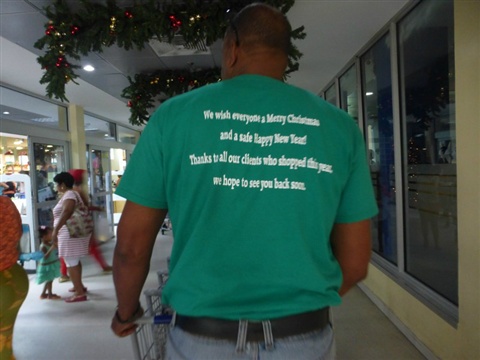 We wish everyone a Merry Christmas
and a safe Happy New Year!
Thanks to all our clients who shopped this year.
we hope to see you back soon.